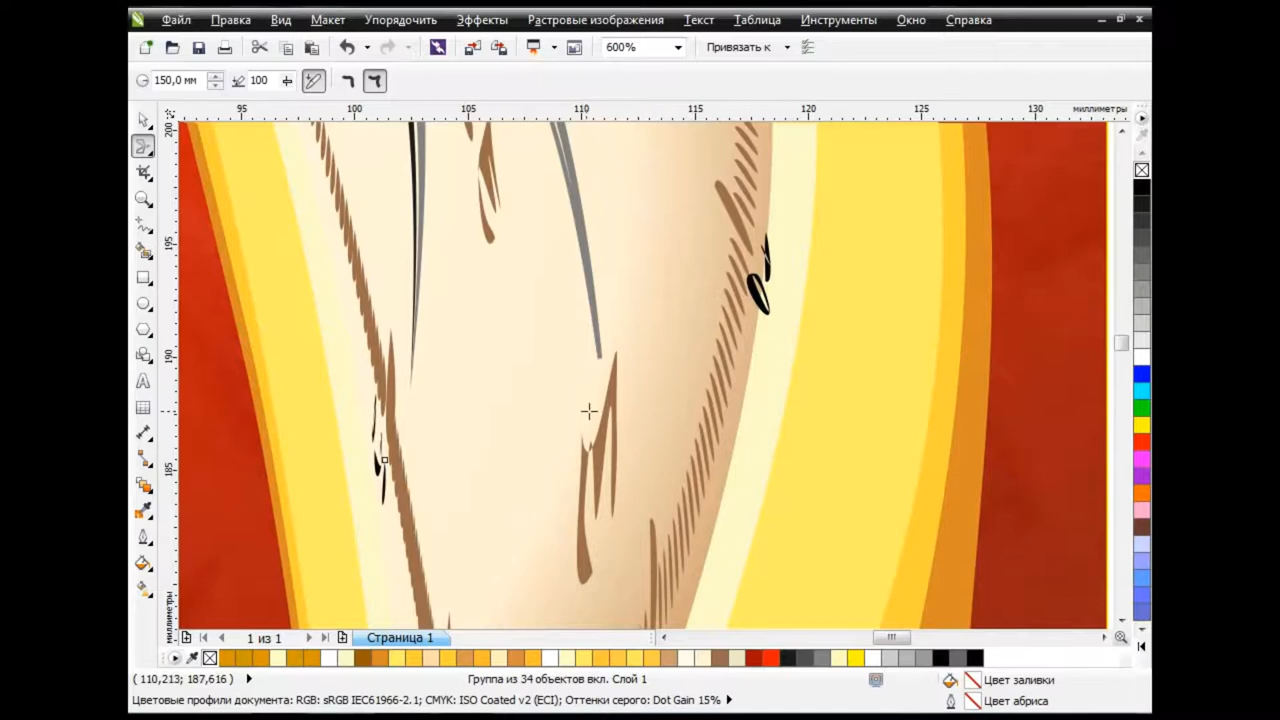 Файл Правка Вид Макет Упорядочить Эффекты Растровые изображения Текст Таблица Инструменты Окно Справка
600% Привязать к
150,0 мм 100
95 100 105 110 115 120 125 130 миллиметры
200
195
190
185
миллиметры
1 из 1 Страница 1
( 110,213; 187,616 ) Группа из 34 объектов вкл. Слой 1 Цвет заливки
Цветовые профили документа: RGB: sRGB IEC61966-2.1; CMYK: ISO Coated v2 (ECI); Оттенки серого: Dot Gain 15% Цвет абриса